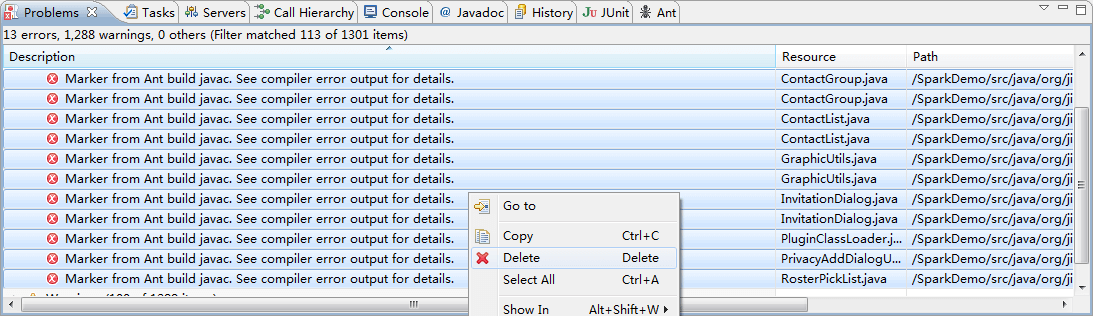 Problems Tasks Servers Call Hierarchy Console @ Javadoc History JU JUnit Ant
13 errors, 1,288 warnings, 0 others (Filter matched 113 of 1301 items)
Description Resource Path
Marker from Ant build javac. See compiler error output for details. ContactGroup.java /SparkDemo/src/java/org/ji
Marker from Ant build javac. See compiler error output for details. ContactGroup.java /SparkDemo/src/java/org/ji
Marker from Ant build javac. See compiler error output for details. ContactList.java /SparkDemo/src/java/org/ji
Marker from Ant build javac. See compiler error output for details. ContactList.java /SparkDemo/src/java/org/ji
Marker from Ant build javac. See compiler error output for details. GraphicUtils.java /SparkDemo/src/java/org/ji
Marker from Ant build javac. See compiler error output for details. GraphicUtils.java /SparkDemo/src/java/org/ji
Marker from Ant build javac. See compiler error output for details. InvitationDialog.java /SparkDemo/src/java/org/ji
Marker from Ant build javac. See compiler error output for details. InvitationDialog.java /SparkDemo/src/java/org/ji
Marker from Ant build javac. See compiler error output for details. PluginClassLoader.j... /SparkDemo/src/java/org/ji
Marker from Ant build javac. See compiler error output for details. PrivacyAddDialogU... /SparkDemo/src/java/org/ji
Marker from Ant build javac. See compiler error output for details. RosterPickList.java /SparkDemo/src/java/org/ji
Go to
Copy Ctrl+C
Delete Delete
Select All Ctrl+A
Show In Alt+Shift+W